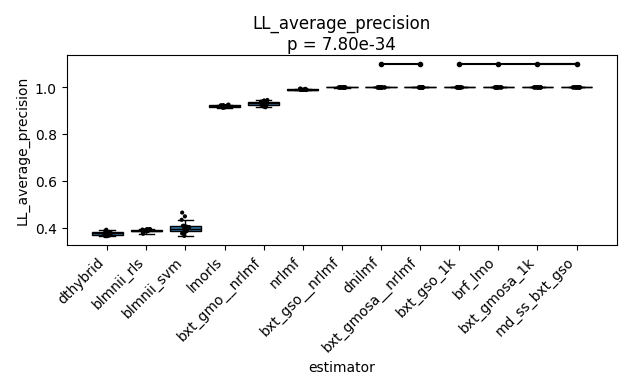 LL_average_precision
p = 7.80e-34
LL_average_precision
1.0
0.8
0.6
0.4
dthybrid
blmnii_rls
blmnii_svm
lmorls
bxt_gmo__nrlmf
nrlmf
bxt_gso__nrlmf
dnilmf
bxt_gmosa__nrlmf
bxt_gso_1k
brf_lmo
bxt_gmosa_1k
md_ss_bxt_gso
estimator